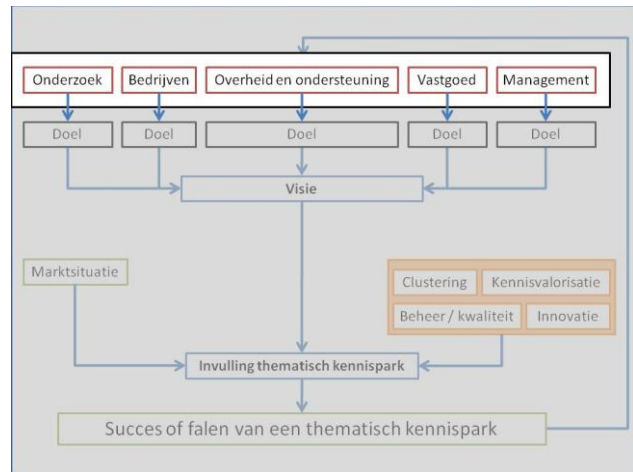 Onderzoek Bedrijven Overheid en ondersteuning Vastgoed Management
Doel Doel Doel Doel Doel
Visie
Marktsituatie
Clustering Kennisvalorisatie
Beheer / kwaliteit Innovatie
Invulling thematisch kennispark
Succes of falen van een thematisch kennispark